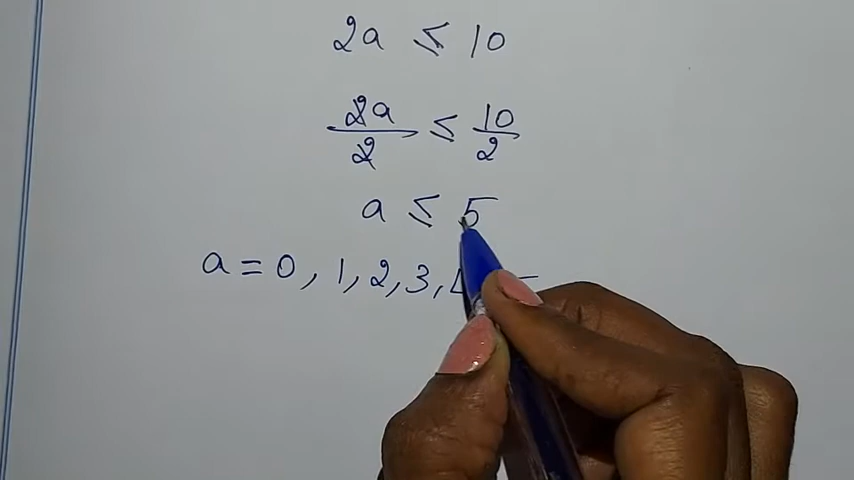 2a ≤ 10
2a/2 ≤ 10/2
a ≤ 5
a = 0, 1, 2, 3,